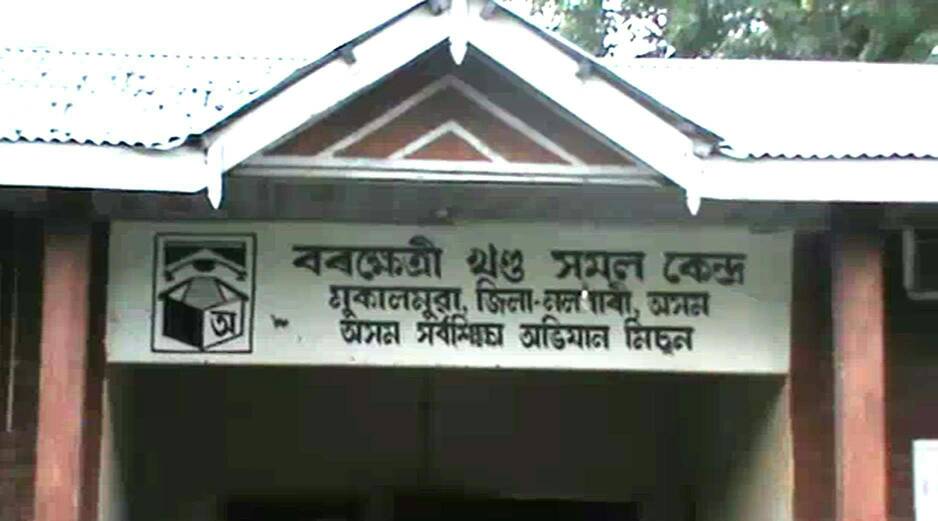 বৰক্ষেত্ৰী খণ্ড সমল কেন্দ্ৰ
মুকালমুৱা, জিলা-নলবাৰী, অসম
অসম সৰ্বশিক্ষা অভিযান মিছন
অ